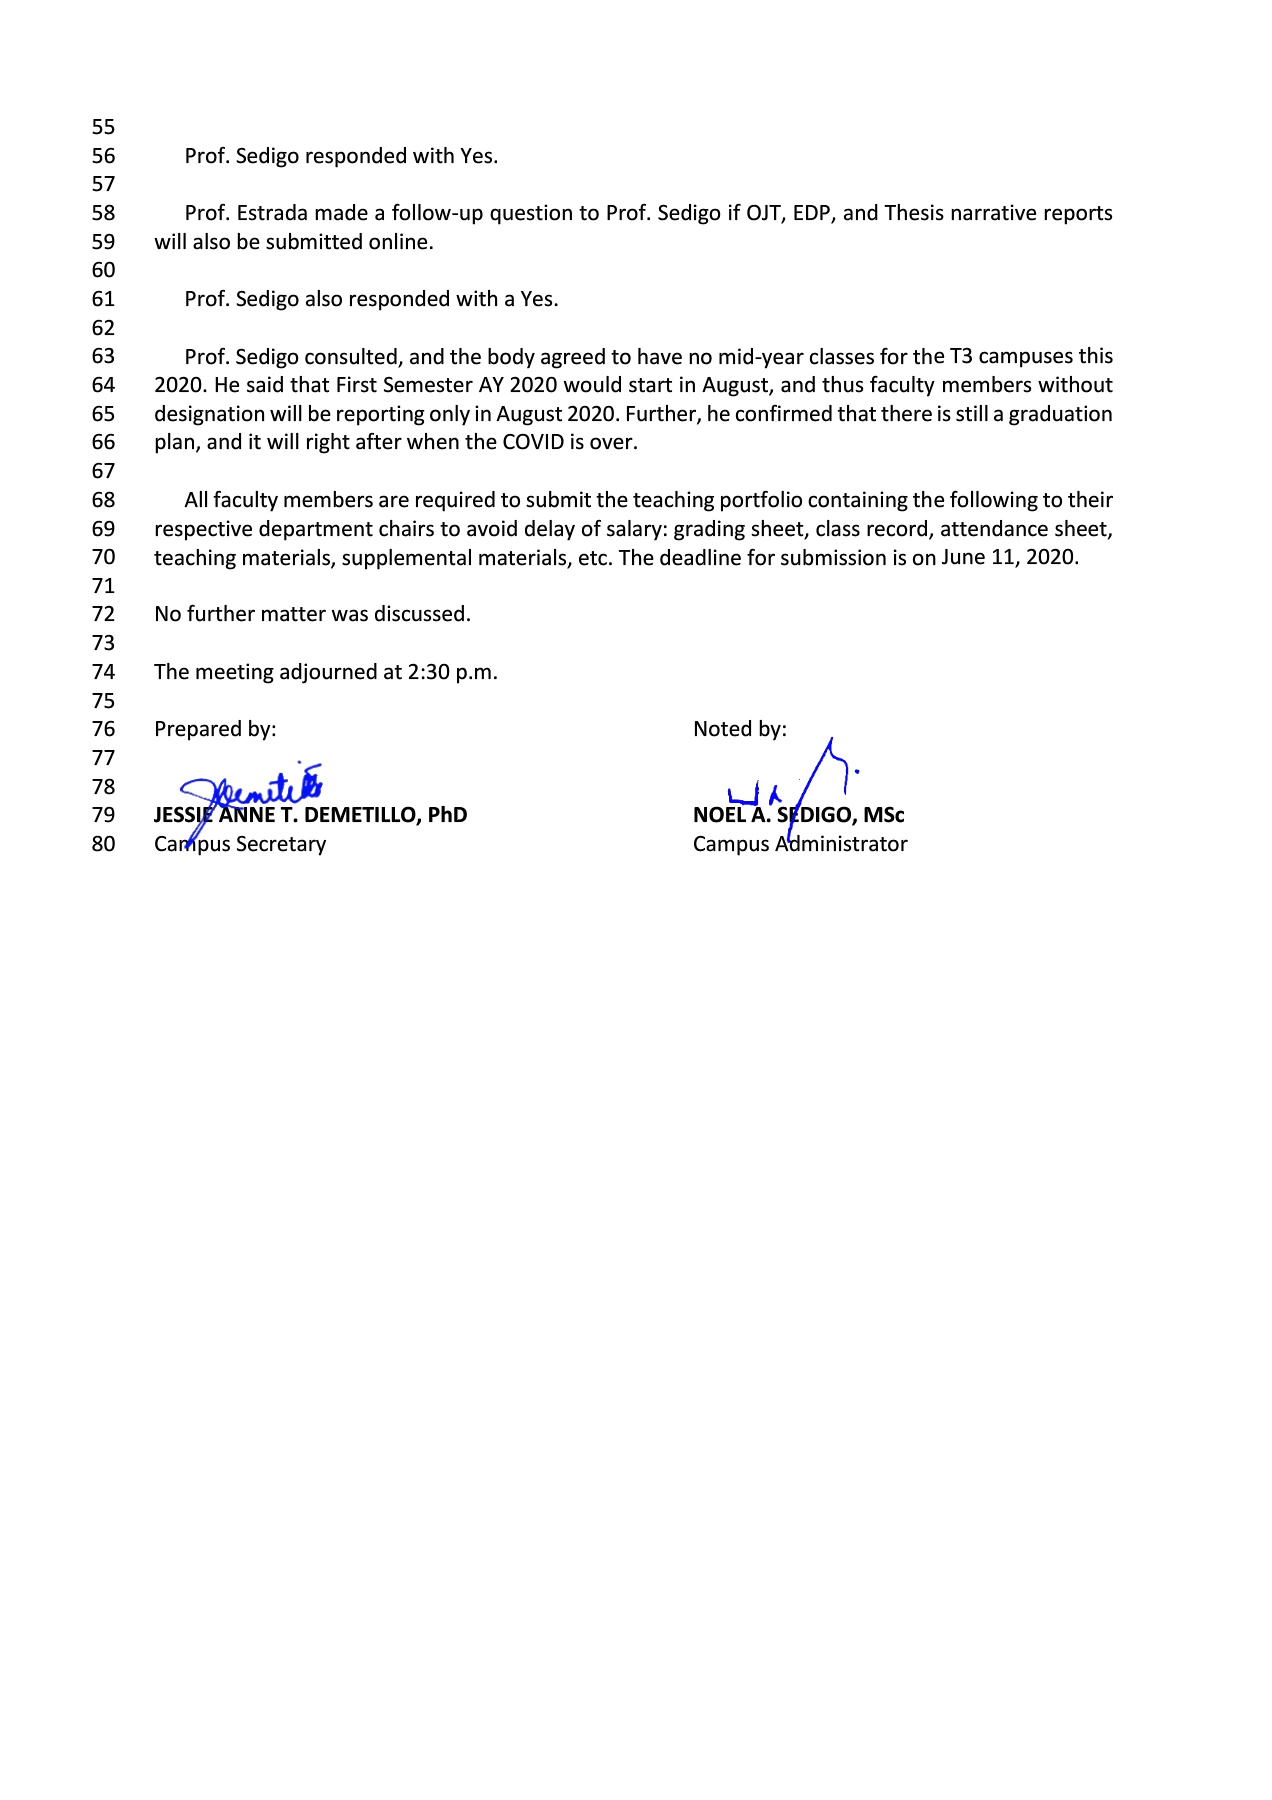 55
56 Prof. Sedigo responded with Yes.
57
58 Prof. Estrada made a follow-up question to Prof. Sedigo if OJT, EDP, and Thesis narrative reports
59 will also be submitted online.
60
61 Prof. Sedigo also responded with a Yes.
62
63 Prof. Sedigo consulted, and the body agreed to have no mid-year classes for the T3 campuses this
64 2020. He said that First Semester AY 2020 would start in August, and thus faculty members without
65 designation will be reporting only in August 2020. Further, he confirmed that there is still a graduation
66 plan, and it will right after when the COVID is over.
67
68 All faculty members are required to submit the teaching portfolio containing the following to their
69 respective department chairs to avoid delay of salary: grading sheet, class record, attendance sheet,
70 teaching materials, supplemental materials, etc. The deadline for submission is on June 11, 2020.
71
72 No further matter was discussed.
73
74 The meeting adjourned at 2:30 p.m.
75
76 Prepared by: Noted by:
77
78
79 JESSIE ANNE T. DEMETILLO, PhD NOEL A. SEDIGO, MSc
80 Campus Secretary Campus Administrator